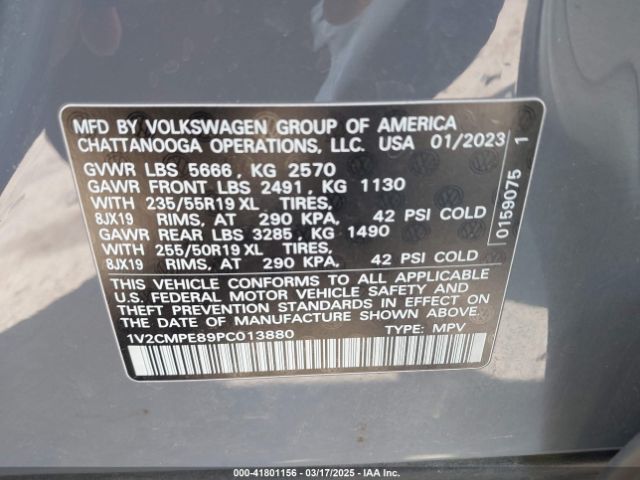 MFD BY VOLKSWAGEN GROUP OF AMERICA
CHATTANOOGA OPERATIONS, LLC. USA 01/2023
GVWR LBS 5666, KG 2570
GAWR FRONT LBS 2491, KG 1130
WITH 235/55R19 XL TIRES,
8JX19 RIMS, AT 290 KPA, 42 PSI COLD
GAWR REAR LBS 3285, KG 1490
WITH 255/50R19 XL TIRES,
8JX19 RIMS, AT 290 KPA, 42 PSI COLD
THIS VEHICLE CONFORMS TO ALL APPLICABLE
U.S. FEDERAL MOTOR VEHICLE SAFETY AND
THEFT PREVENTION STANDARDS IN EFFECT ON
THE DATE OF MANUFACTURE SHOWN ABOVE.
1V2CMPE89PC013880 TYPE: MPV
0159075 1
000-41801156 - 03/17/2025 - IAA Inc.